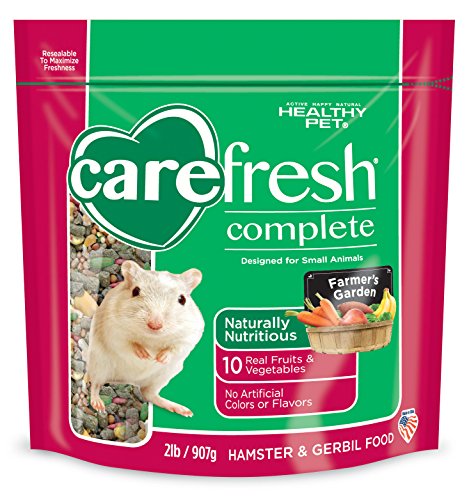 Resealable
To Maximize
Freshness
ACTIVE HAPPY NATURAL
HEALTHY
PET®
carefresh®
complete
Designed for Small Animals
Farmer's
Garden
Naturally
Nutritious
10 Real Fruits &
Vegetables
No Artificial
Colors or Flavors
2lb / 907g HAMSTER & GERBIL FOOD